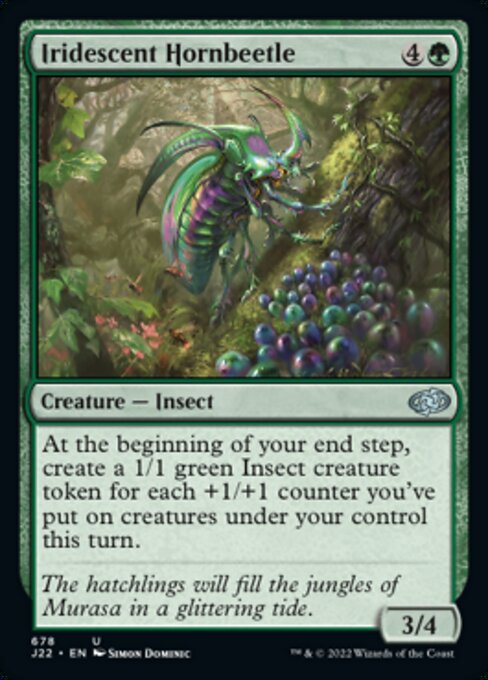 Iridescent Hornbeetle 4
Creature — Insect
At the beginning of your end step,
create a 1/1 green Insect creature
token for each +1/+1 counter you've
put on creatures under your control
this turn.
The hatchlings will fill the jungles of
Murasa in a glittering tide.
3/4
678 U
J22 • EN Simon Dominic ™ & © 2022 Wizards of the Coast